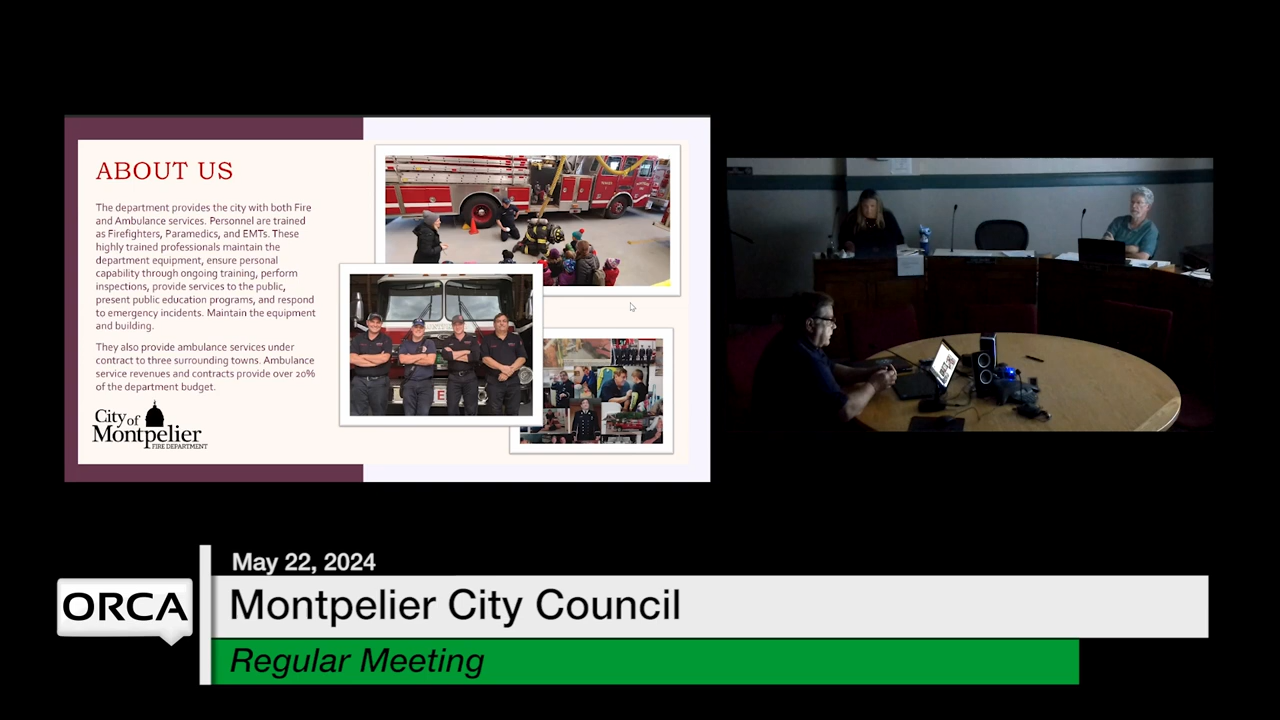 ABOUT US
The department provides the city with both Fire
and Ambulance services. Personnel are trained
as Firefighters, Paramedics, and EMTs. These
highly trained professionals maintain the
department equipment, ensure personal
capability through ongoing training, perform
inspections, provide services to the public,
present public education programs, and respond
to emergency incidents. Maintain the equipment
and building.
They also provide ambulance services under
contract to three surrounding towns. Ambulance
service revenues and contracts provide over 20%
of the department budget.
City of
Montpelier
FIRE DEPARTMENT
May 22, 2024
ORCA
Montpelier City Council
Regular Meeting